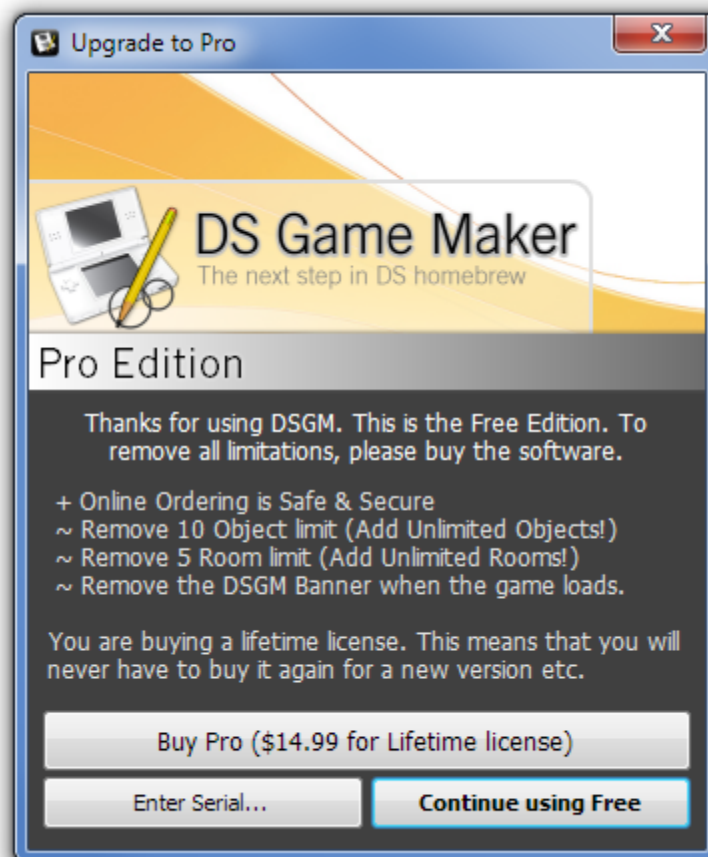 Upgrade to Pro
DS Game Maker
The next step in DS homebrew
Pro Edition
Thanks for using DSGM. This is the Free Edition. To
remove all limitations, please buy the software.
+ Online Ordering is Safe & Secure
~ Remove 10 Object limit (Add Unlimited Objects!)
~ Remove 5 Room limit (Add Unlimited Rooms!)
~ Remove the DSGM Banner when the game loads.
You are buying a lifetime license. This means that you will
never have to buy it again for a new version etc.
Buy Pro ($14.99 for Lifetime license)
Enter Serial...
Continue using Free